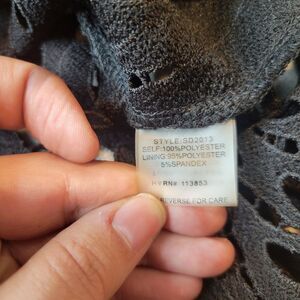 STYLE:SD2013
SELF:100%POLYESTER
LINING:95%POLYESTER
5%SPANDEX
RN# 113853
REVERSE FOR CARE